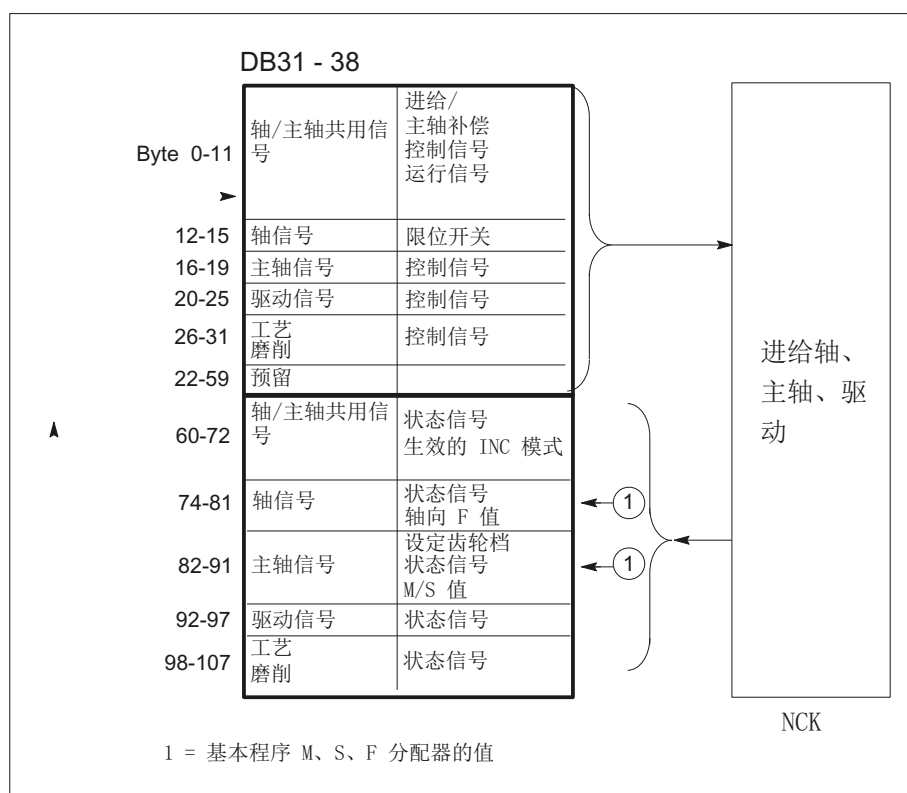 DB31 - 38
Byte 0-11
轴/主轴共用信
号
进给/
主轴补偿
控制信号
运行信号
12-15
轴信号
限位开关
16-19
主轴信号
控制信号
20-25
驱动信号
控制信号
26-31
工艺
磨削
控制信号
22-59
预留
60-72
轴/主轴共用信
号
状态信号
生效的 INC 模式
74-81
轴信号
状态信号
轴向 F 值
1
82-91
主轴信号
设定齿轮档
状态信号
M/S 值
1
92-97
驱动信号
状态信号
98-107
工艺
磨削
状态信号
进给轴、
主轴、驱
动
NCK
1 = 基本程序 M、S、F 分配器的值